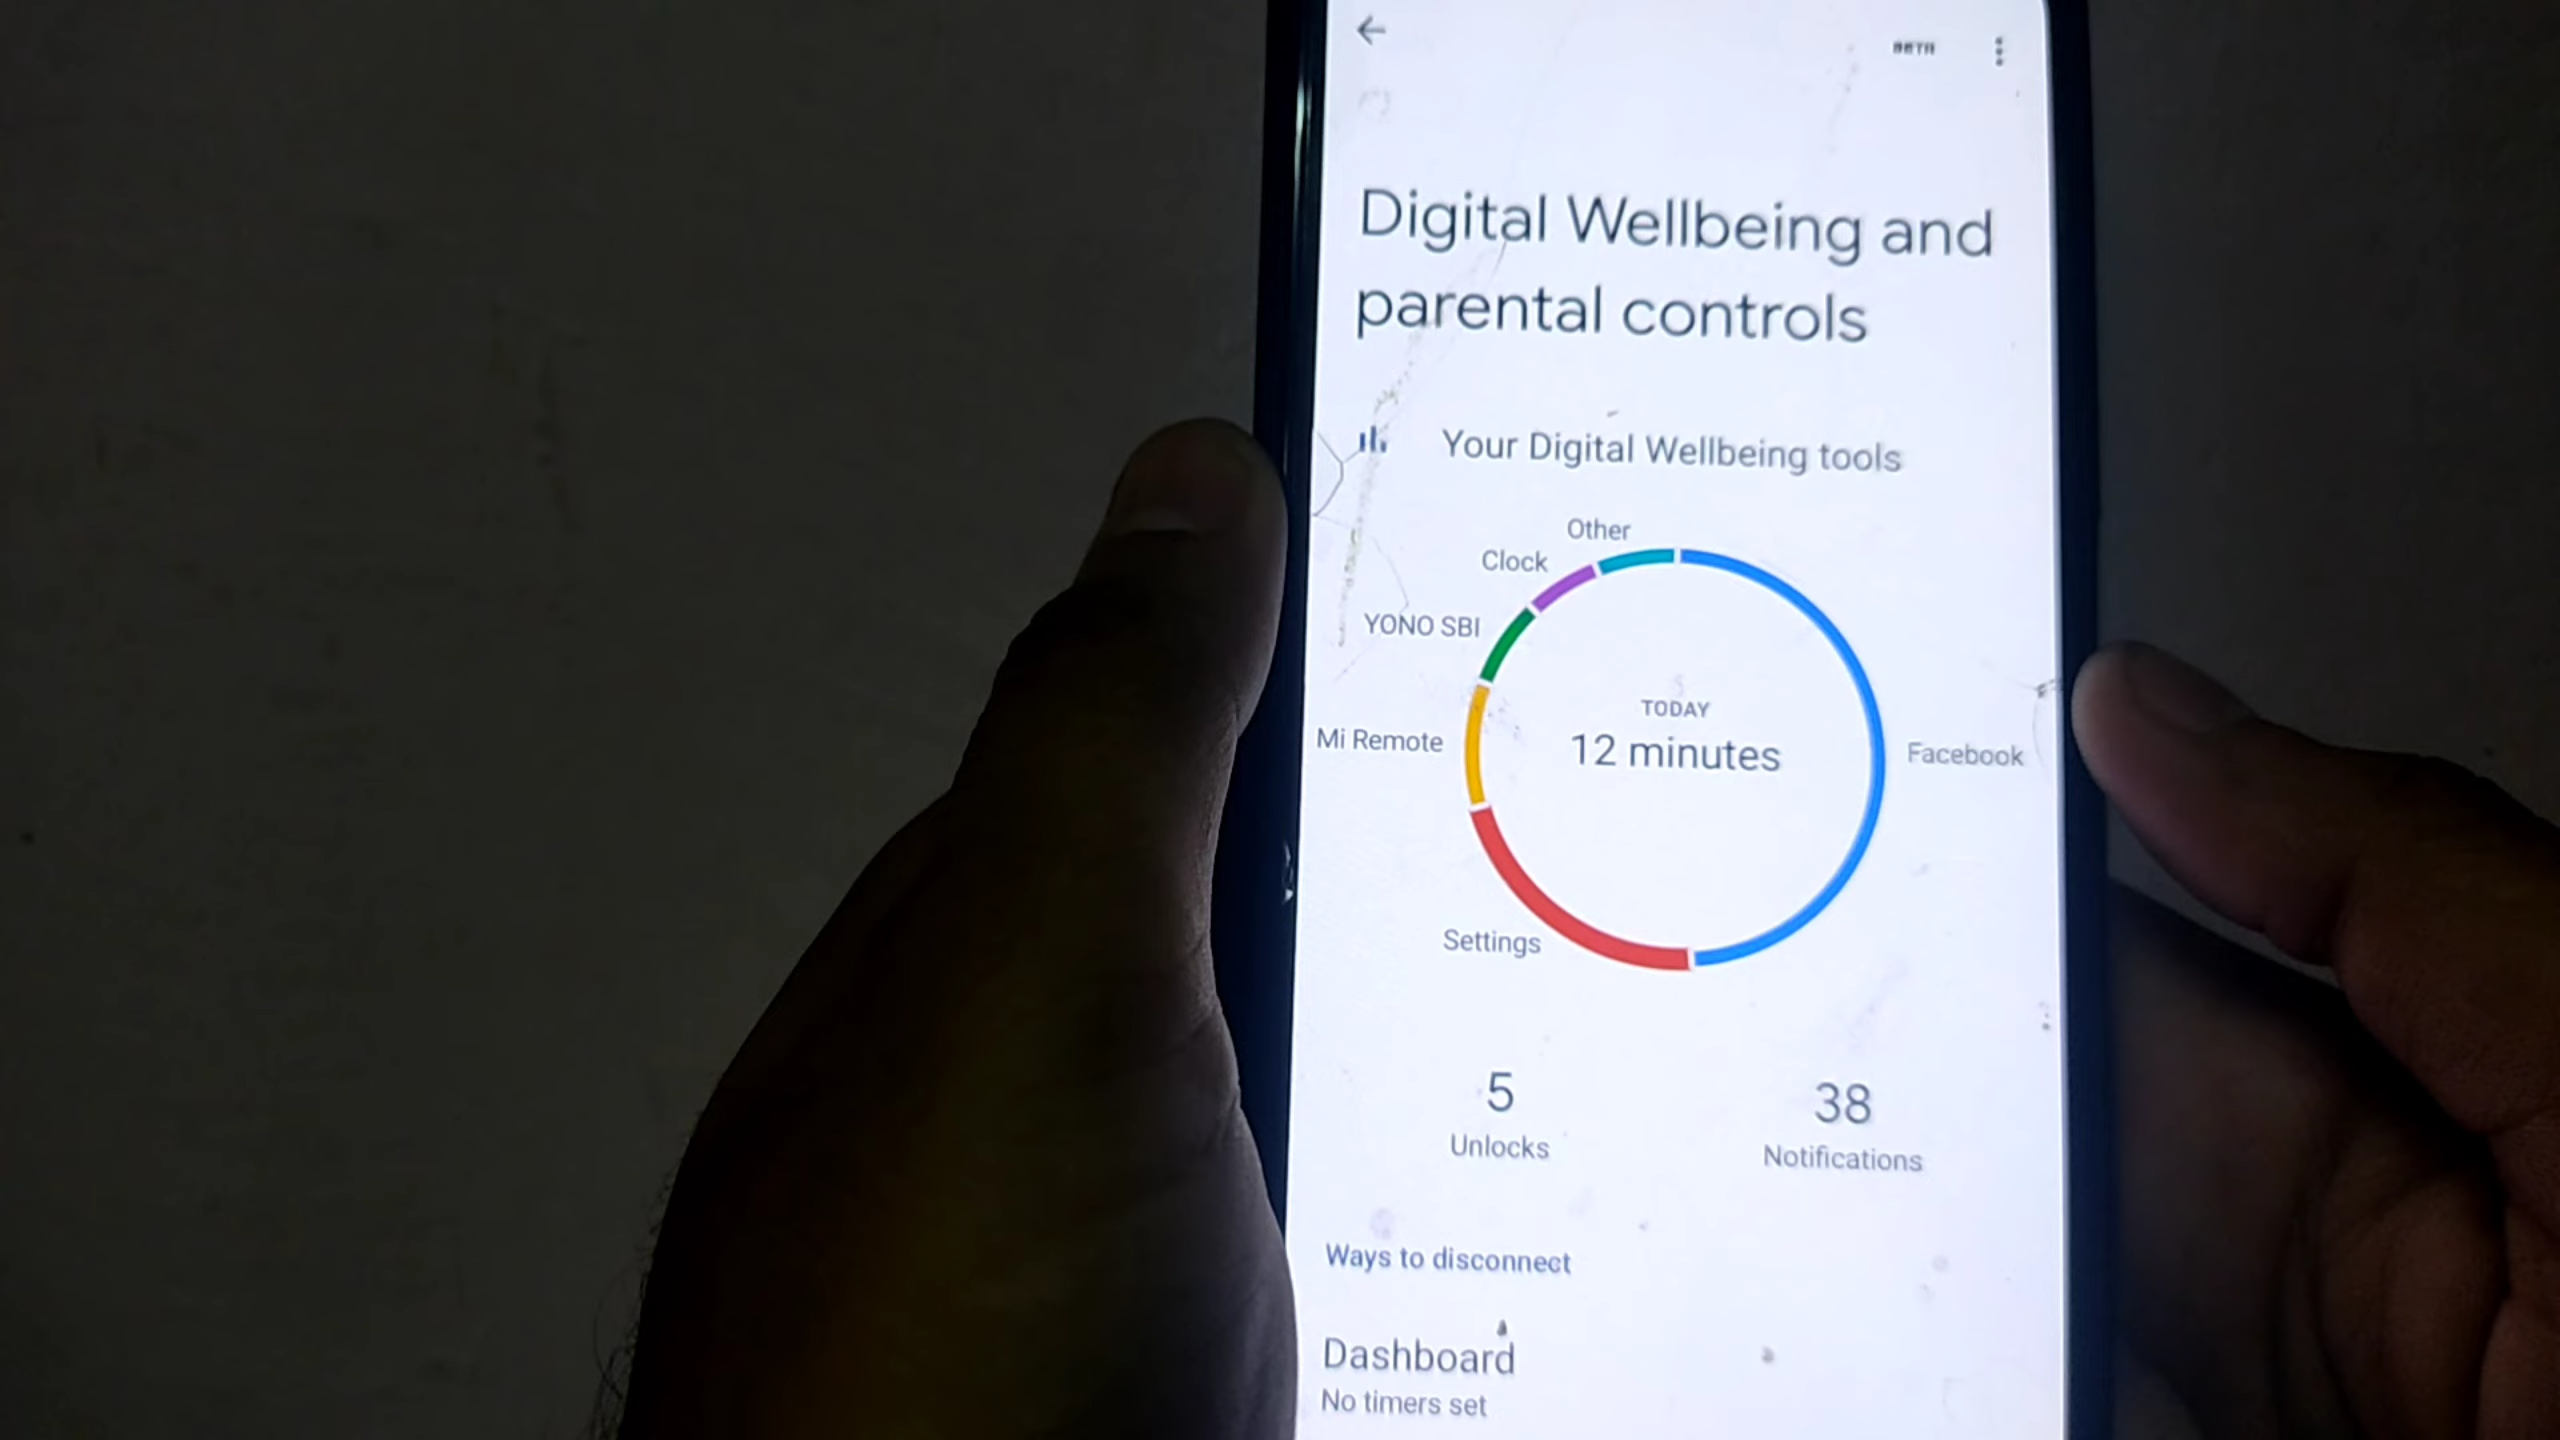 Digital Wellbeing and
parental controls
Your Digital Wellbeing tools
Other
Clock
YONO SBI
Mi Remote
Settings
Facebook
TODAY
12 minutes
5
Unlocks
38
Notifications
Ways to disconnect
Dashboard
No timers set